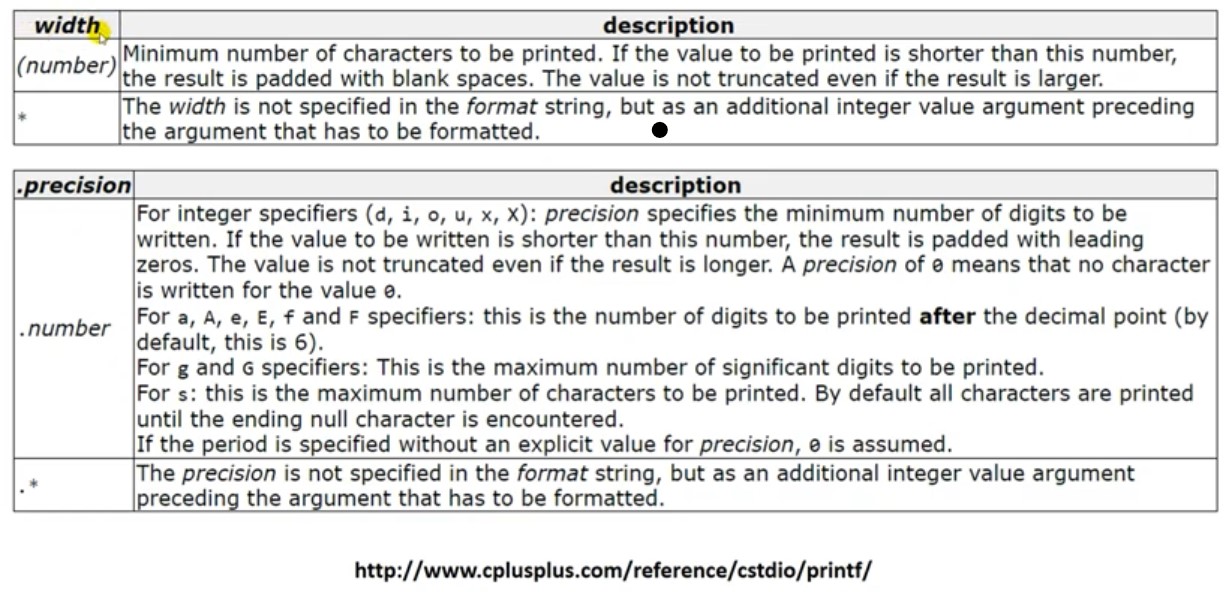 width description
(number) Minimum number of characters to be printed. If the value to be printed is shorter than this number,
the result is padded with blank spaces. The value is not truncated even if the result is larger.
* The width is not specified in the format string, but as an additional integer value argument preceding
the argument that has to be formatted.
.precision description
For integer specifiers (d, i, o, u, x, X): precision specifies the minimum number of digits to be
written. If the value to be written is shorter than this number, the result is padded with leading
zeros. The value is not truncated even if the result is longer. A precision of 0 means that no character
is written for the value 0.
.number For a, A, e, E, f and F specifiers: this is the number of digits to be printed after the decimal point (by
default, this is 6).
For g and G specifiers: This is the maximum number of significant digits to be printed.
For s: this is the maximum number of characters to be printed. By default all characters are printed
until the ending null character is encountered.
If the period is specified without an explicit value for precision, 0 is assumed.
.* The precision is not specified in the format string, but as an additional integer value argument
preceding the argument that has to be formatted.
http://www.cplusplus.com/reference/cstdio/printf/